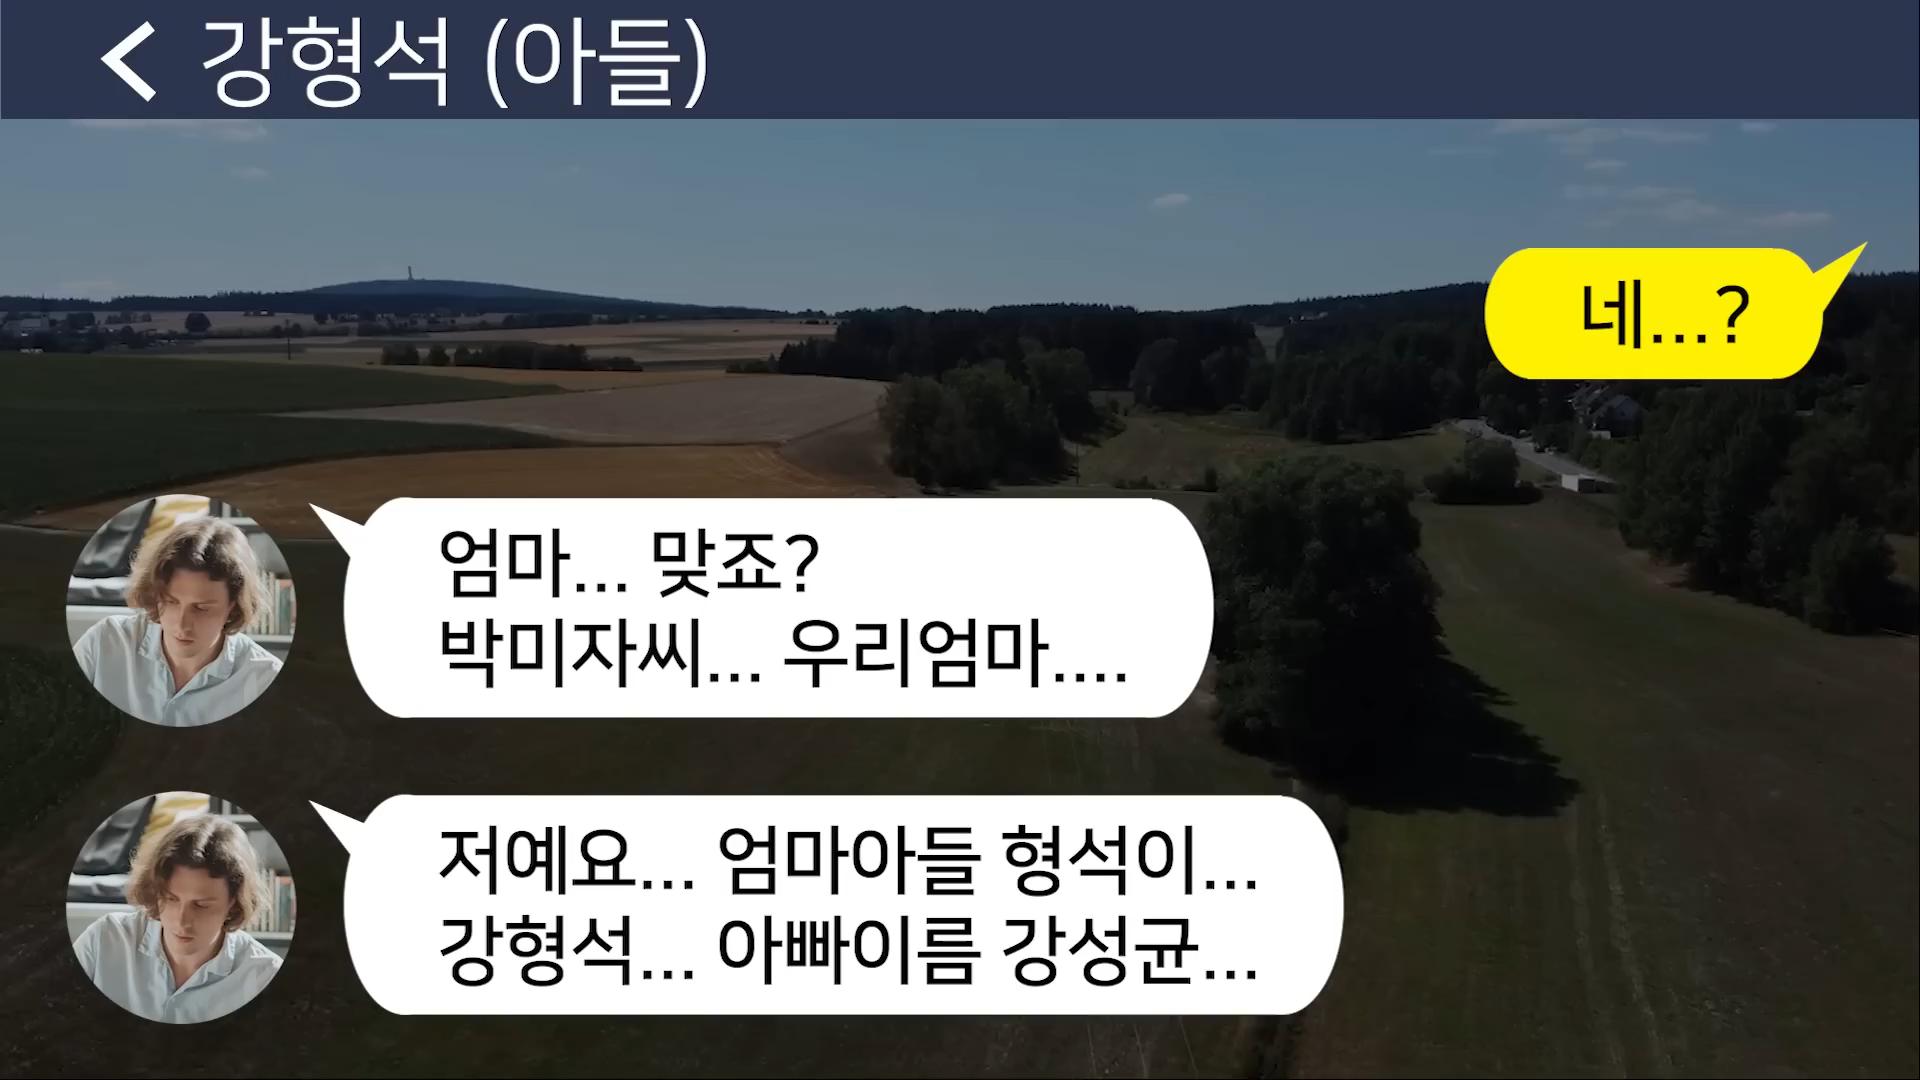 강형석 (아들)
네...?
엄마... 맞죠?
박미자씨... 우리엄마....
저예요... 엄마아들 형석이...
강형석... 아빠이름 강성균...